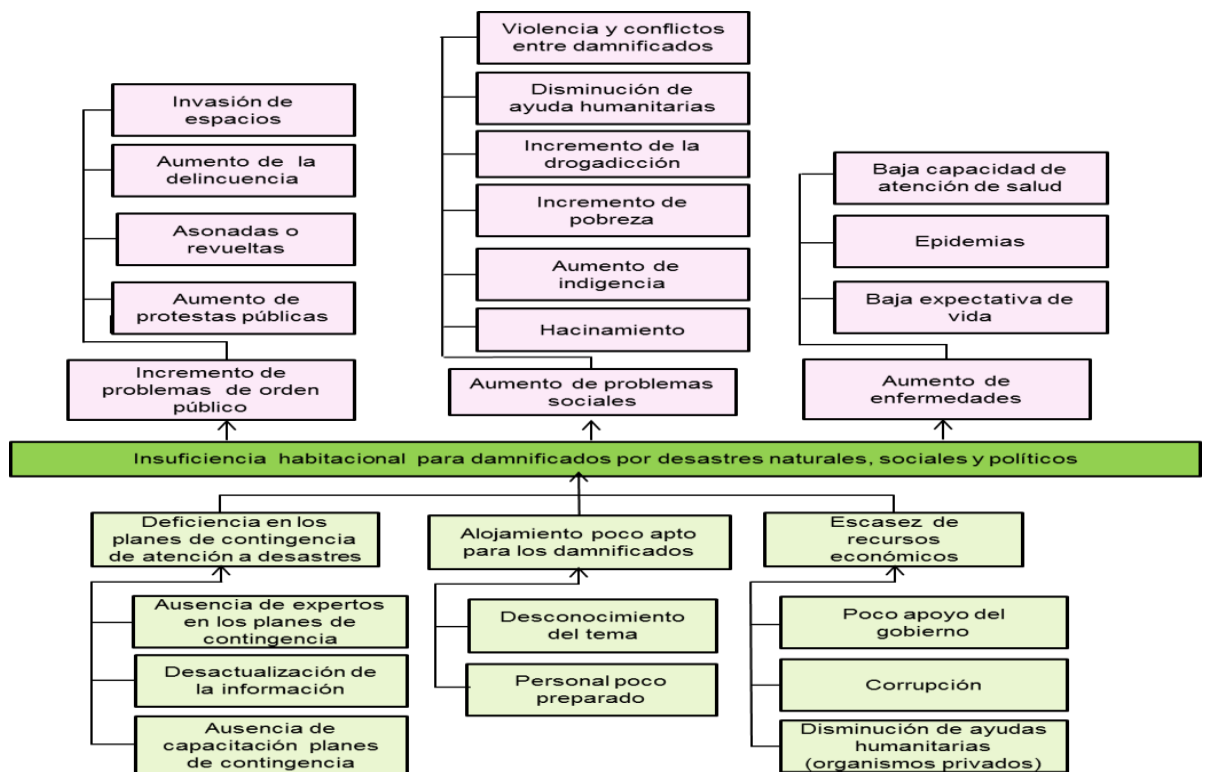 Violencia y conflictos
entre damnificados
Invasión de
espacios
Disminución de
ayuda humanitarias
Aumento de la
delincuencia
Incremento de la
drogadicción
Baja capacidad de
atención de salud
Asonadas o
revueltas
Incremento de
pobreza
Epidemias
Aumento de
protestas públicas
Aumento de
indigencia
Baja expectativa de
vida
Hacinamiento
Incremento de
problemas de orden
público
Aumento de problemas
sociales
Aumento de
enfermedades
Insuficiencia habitacional para damnificados por desastres naturales, sociales y políticos
Deficiencia en los
planes de contingencia
de atención a desastres
Alojamiento poco apto
para los damnificados
Escasez de
recursos
económicos
Ausencia de expertos
en los planes de
contingencia
Desconocimiento
del tema
Poco apoyo del
gobierno
Desactualización de
la información
Personal poco
preparado
Corrupción
Ausencia de
capacitación planes
de contingencia
Disminución de ayudas
humanitarias
(organismos privados)